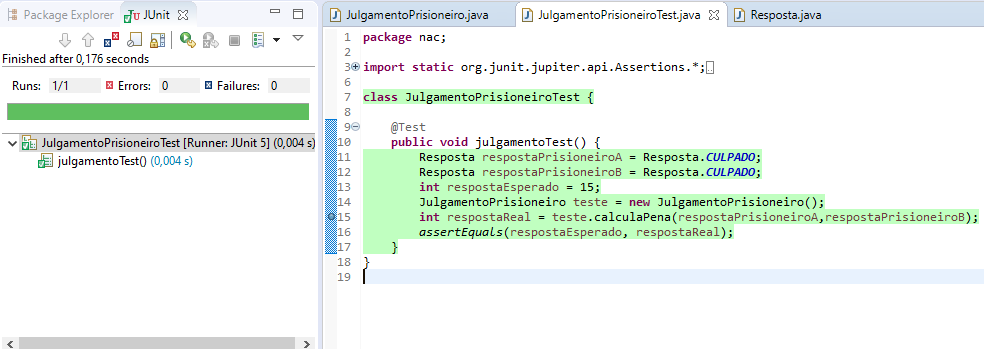 Package Explorer JUnit
Finished after 0,176 seconds
Runs: 1/1 Errors: 0 Failures: 0
JulgamentoPrisioneiroTest [Runner: JUnit 5] (0,004 s)
julgamentoTest() (0,004 s)
JulgamentoPrisioneiro.java JulgamentoPrisioneiroTest.java Resposta.java
1 package nac;
2
3 import static org.junit.jupiter.api.Assertions.*;
6
7 class JulgamentoPrisioneiroTest {
8
9 @Test
10 public void julgamentoTest() {
11 Resposta respostaPrisioneiroA = Resposta.CULPADO;
12 Resposta respostaPrisioneiroB = Resposta.CULPADO;
13 int respostaEsperado = 15;
14 JulgamentoPrisioneiro teste = new JulgamentoPrisioneiro();
15 int respostaReal = teste.calculaPena(respostaPrisioneiroA,respostaPrisioneiroB);
16 assertEquals(respostaEsperado, respostaReal);
17 }
18 }
19